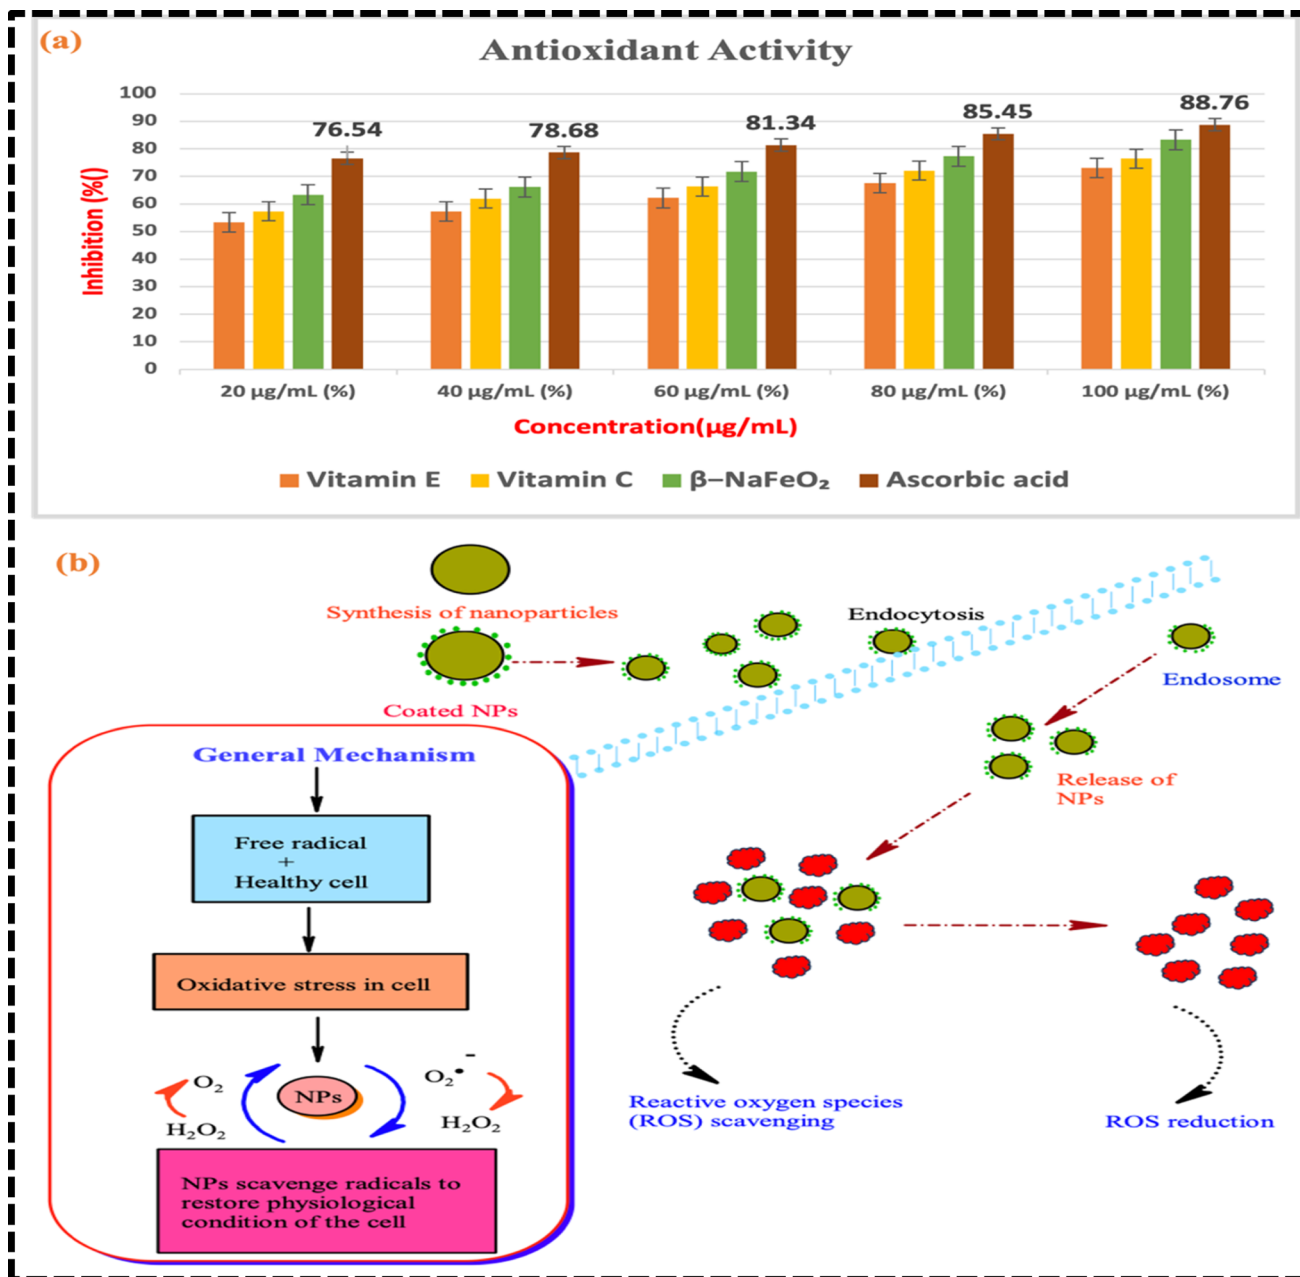 (a)
Antioxidant Activity
100
90
80
70
60
50
40
30
20
10
0
Inhibition (%()
76.54
78.68
81.34
85.45
88.76
20 µg/mL (%)
40 µg/mL (%)
60 µg/mL (%)
80 µg/mL (%)
100 µg/mL (%)
Concentration(µg/mL)
Vitamin E
Vitamin C
β–NaFeO₂
Ascorbic acid
(b)
Synthesis of nanoparticles
Endocytosis
Coated NPs
Endosome
Release of
NPs
General Mechanism
Free radical
+
Healthy cell
Oxidative stress in cell
O₂
H₂O₂
NPs
O₂•⁻
H₂O₂
NPs scavenge radicals to
restore physiological
condition of the cell
Reactive oxygen species
(ROS) scavenging
ROS reduction